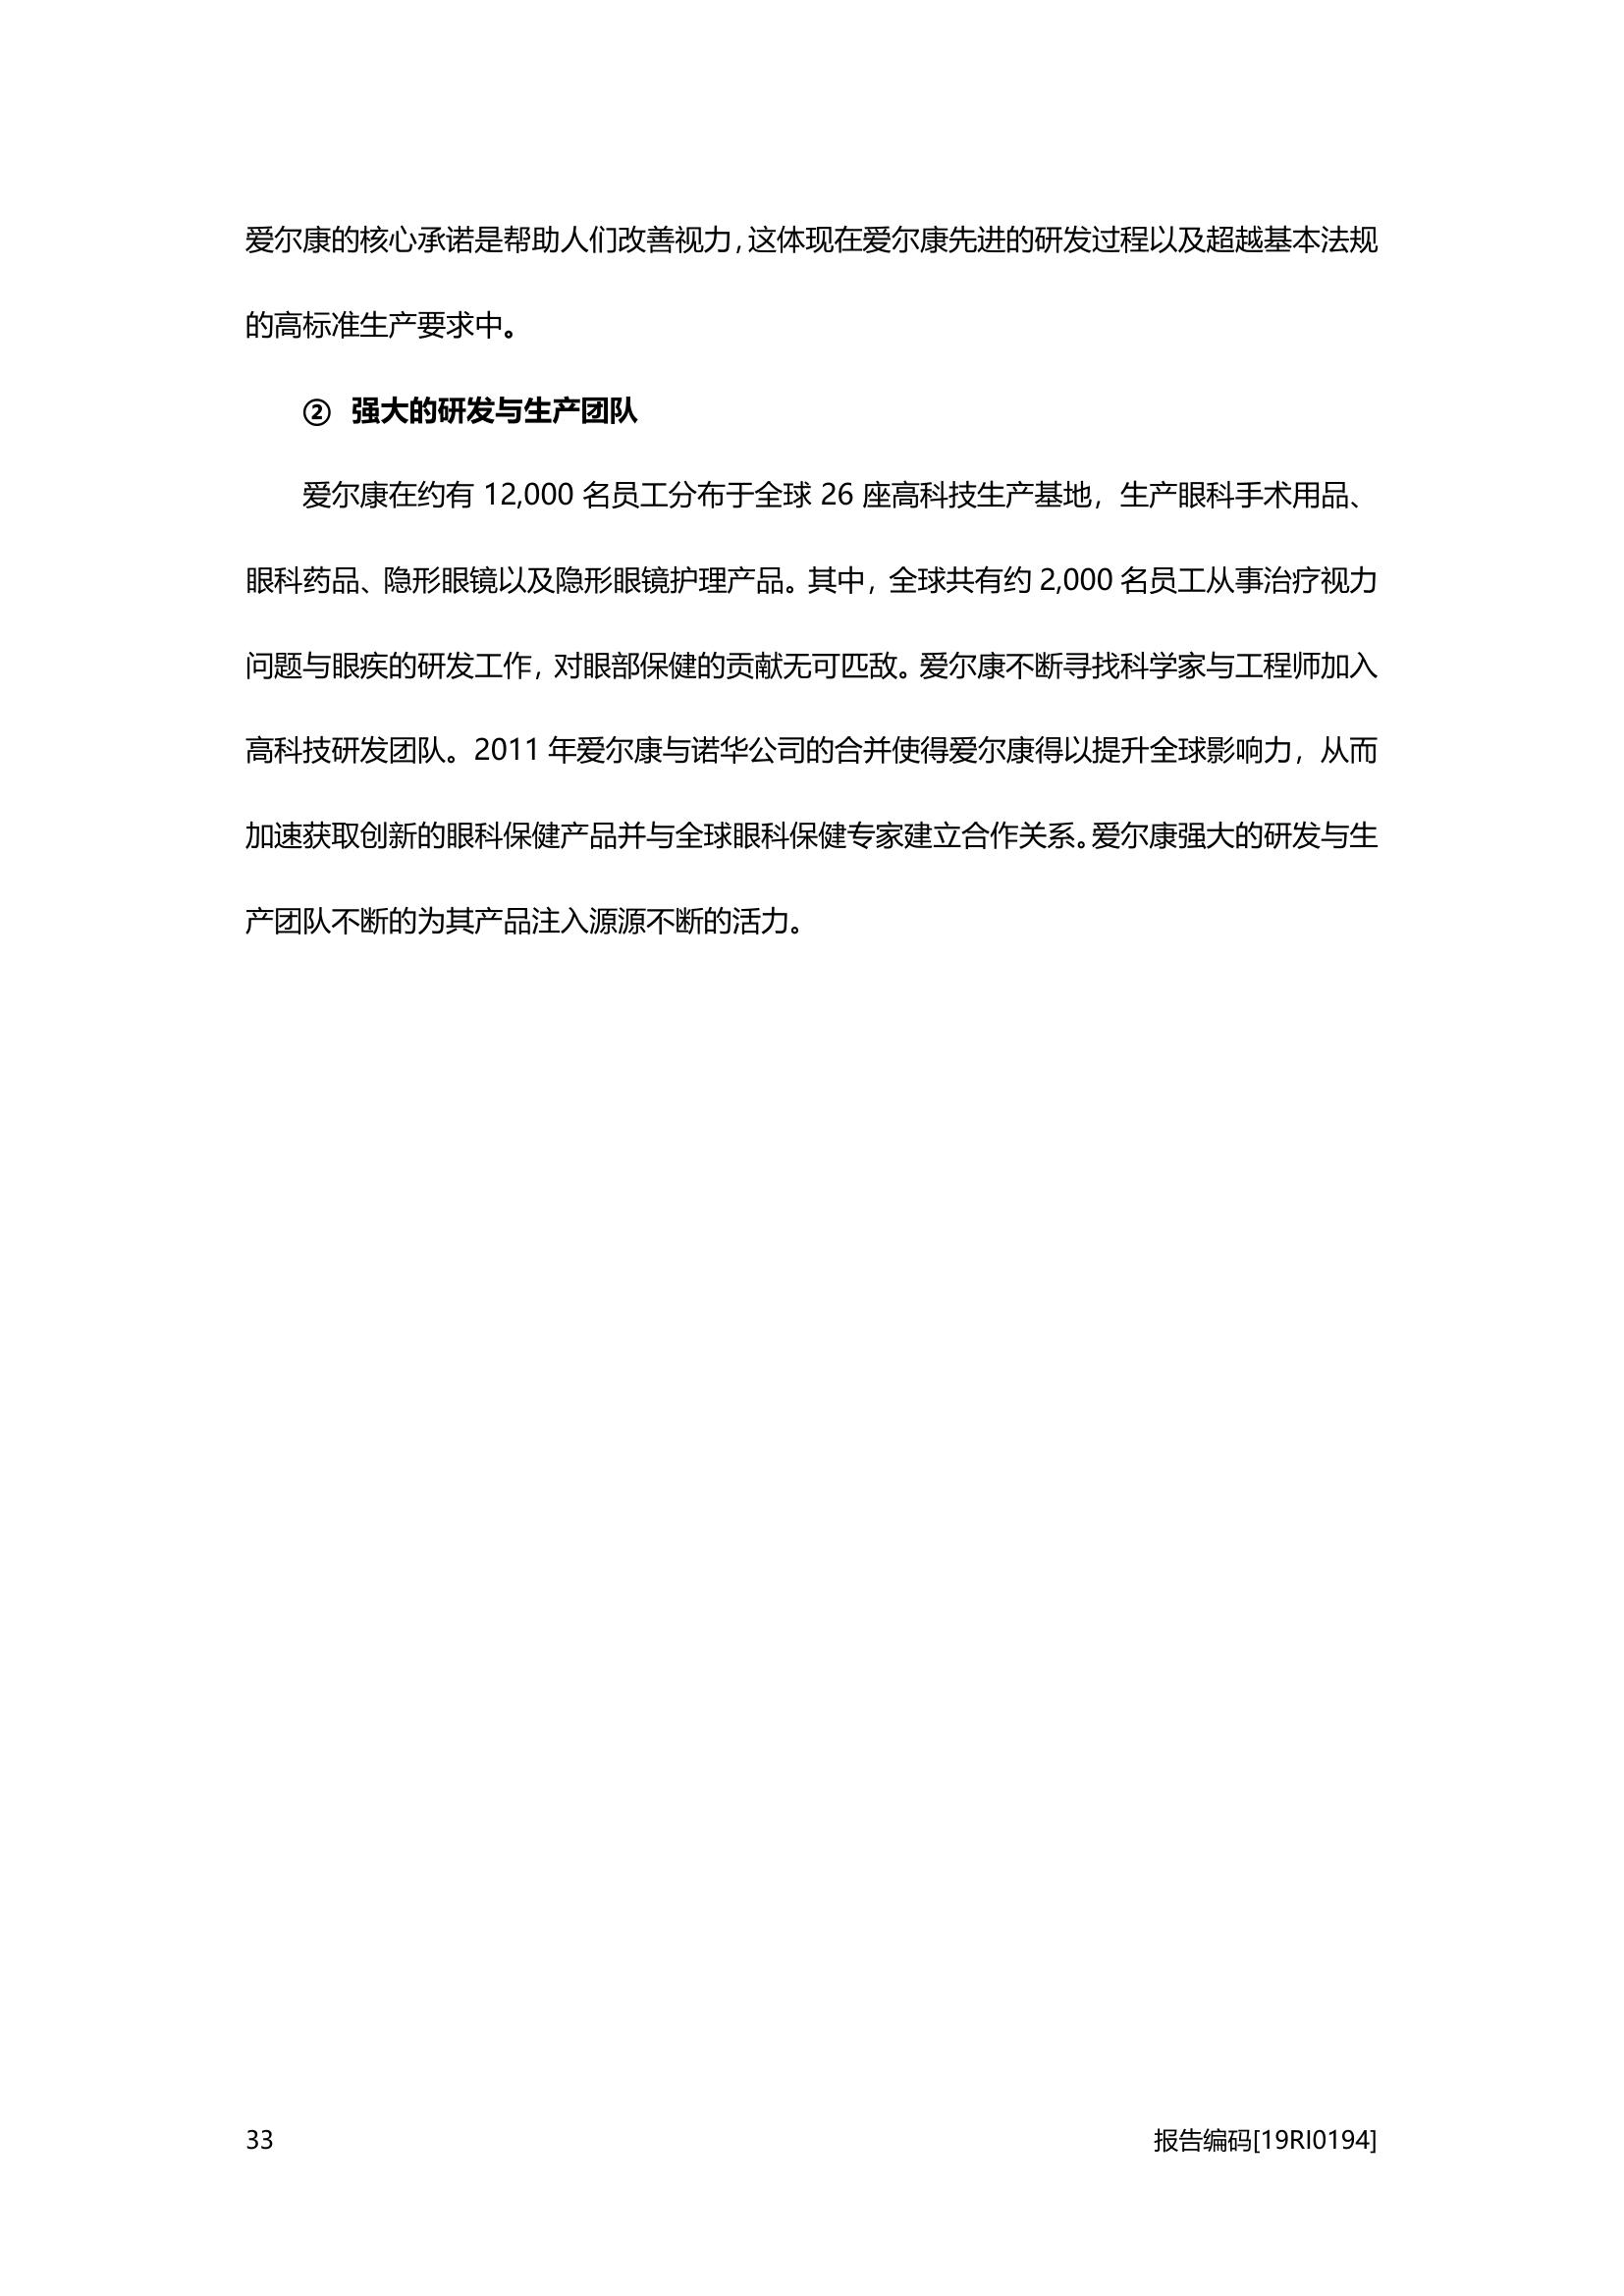 爱尔康的核心承诺是帮助人们改善视力，这体现在爱尔康先进的研发过程以及超越基本法规
的高标准生产要求中。
② 强大的研发与生产团队
爱尔康在约有 12,000 名员工分布于全球 26 座高科技生产基地，生产眼科手术用品、
眼科药品、隐形眼镜以及隐形眼镜护理产品。其中，全球共有约 2,000 名员工从事治疗视力
问题与眼疾的研发工作，对眼部保健的贡献无可匹敌。爱尔康不断寻找科学家与工程师加入
高科技研发团队。2011 年爱尔康与诺华公司的合并使得爱尔康得以提升全球影响力，从而
加速获取创新的眼科保健产品并与全球眼科保健专家建立合作关系。爱尔康强大的研发与生
产团队不断的为其产品注入源源不断的活力。
33 报告编码[19RI0194]